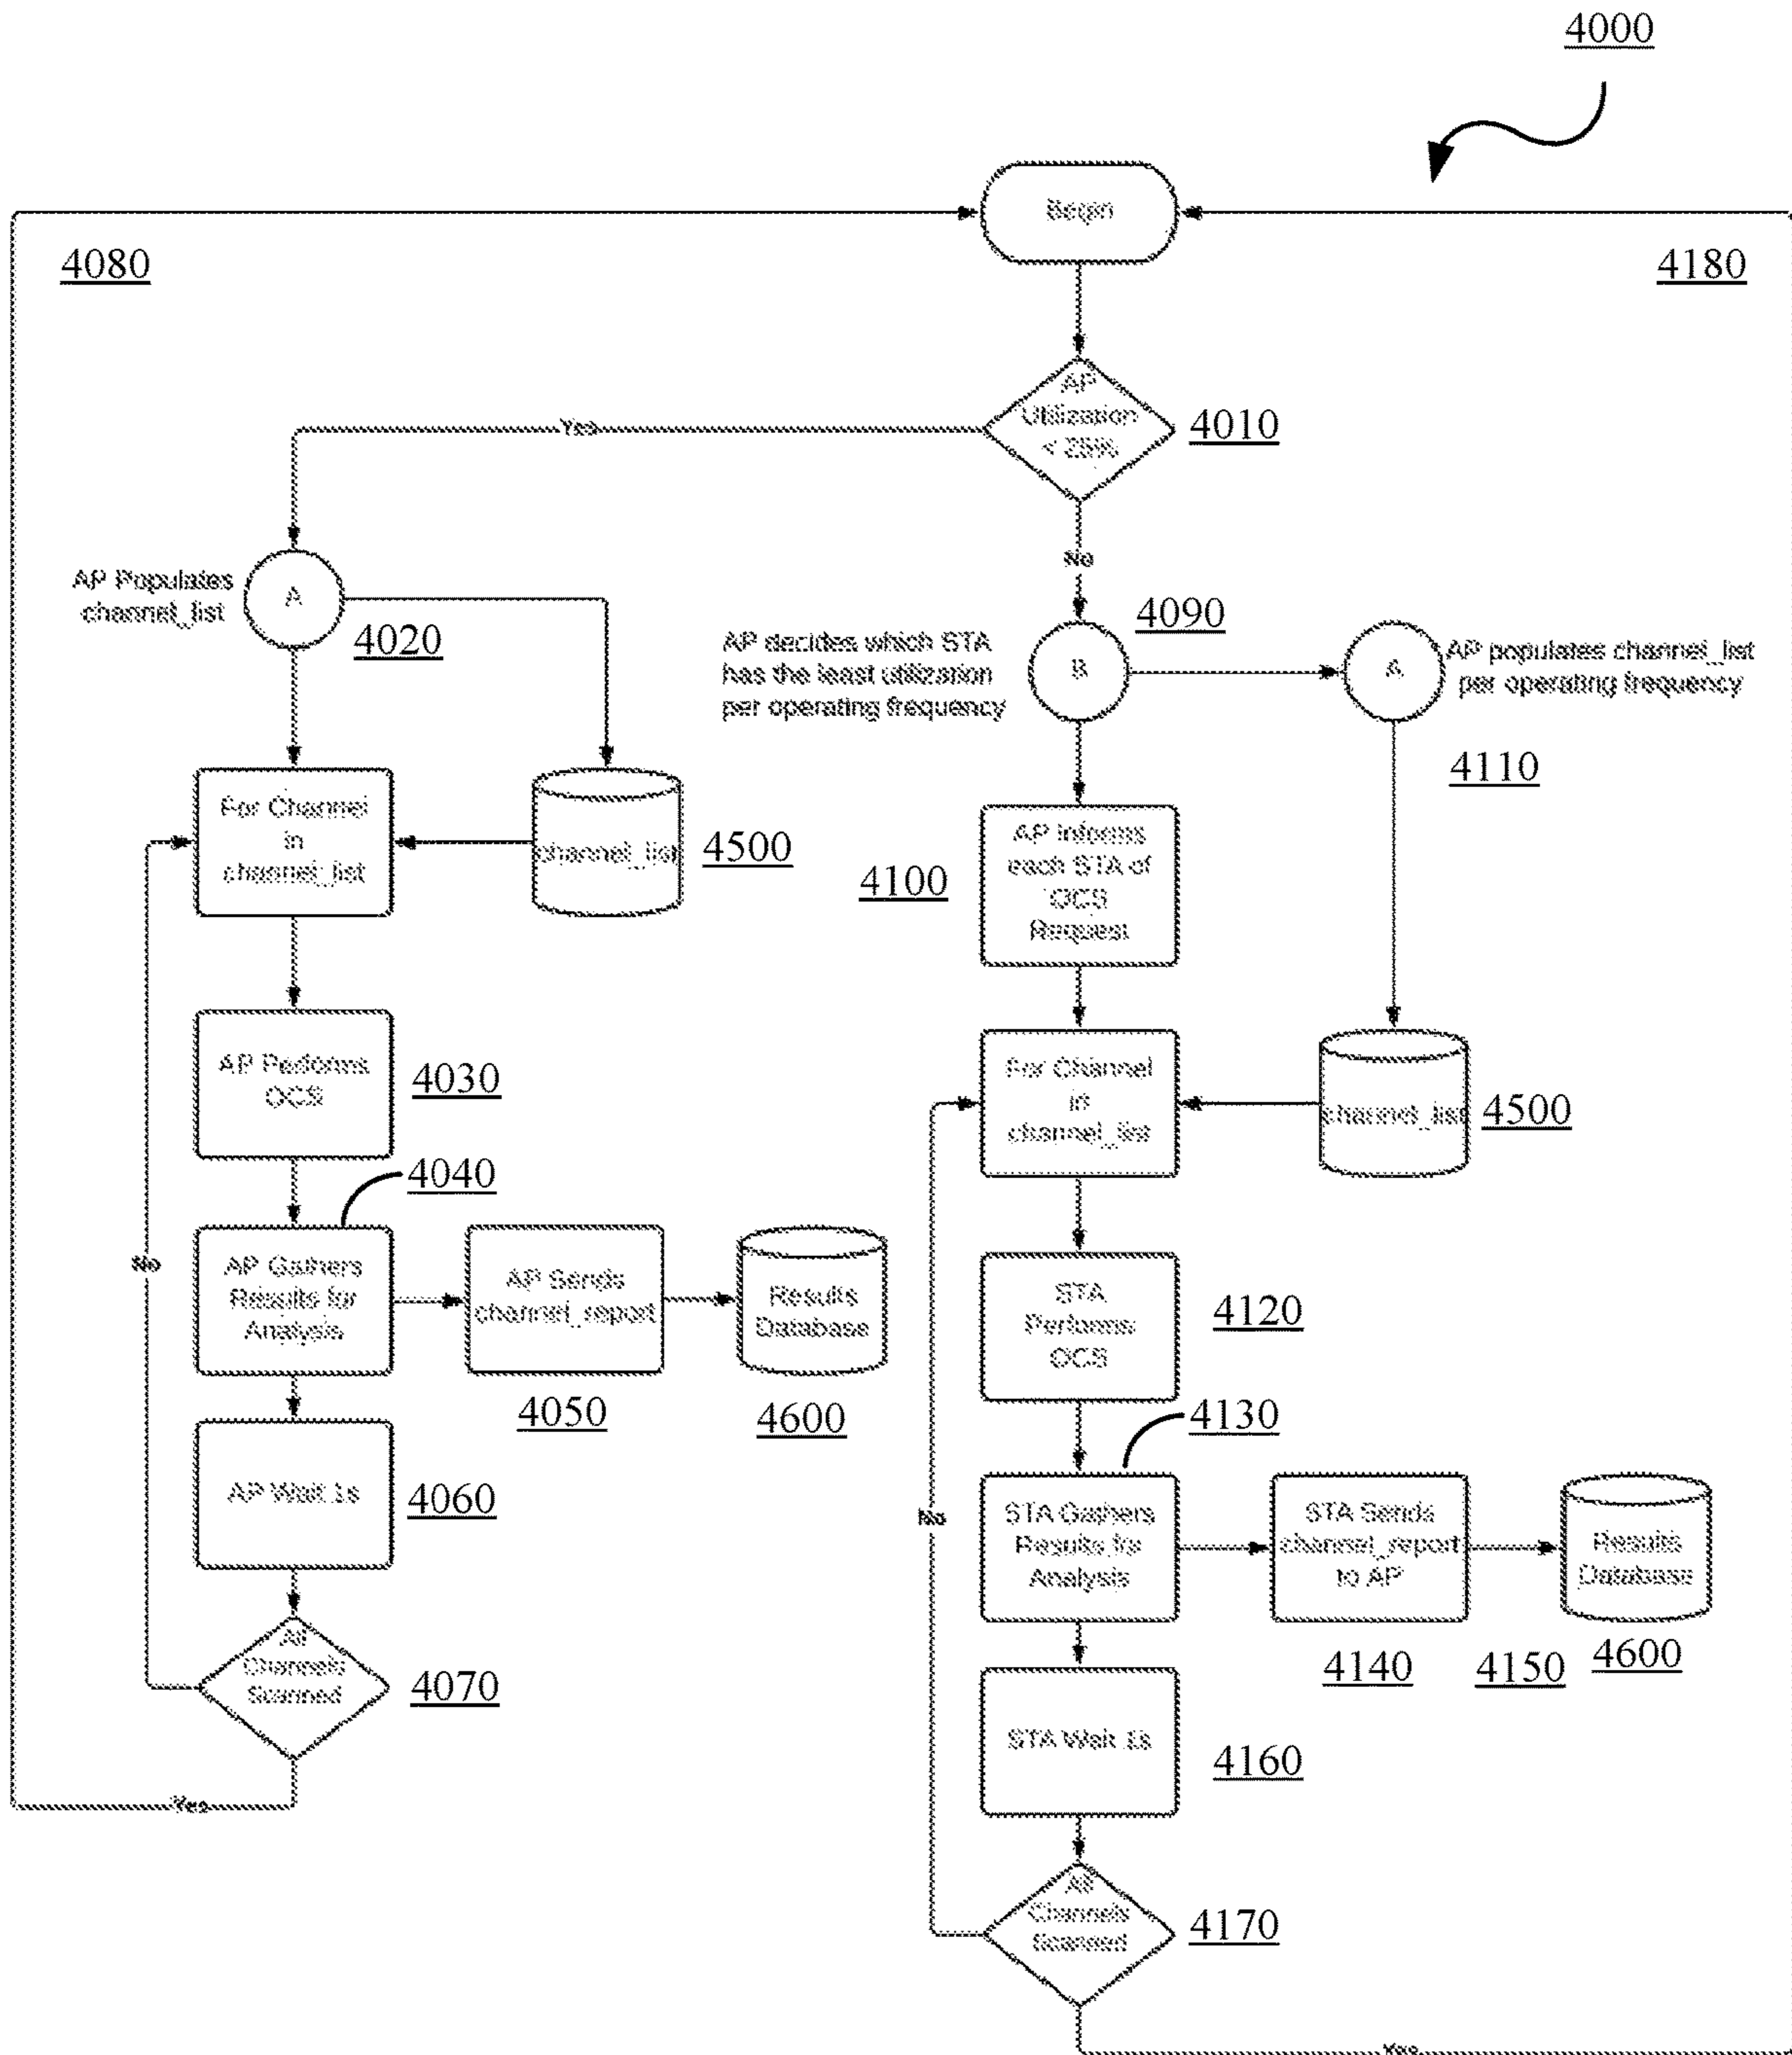 4000
Begin
4080
4180
AP
Utilization
< 25%
4010
Yes
No
AP Populates
channel_list
A
4020
4090
AP decides which STA
has the least utilization
per operating frequency
B
A
AP populates channel_list
per operating frequency
4110
For Channel
in
channel_list
channel_list
4500
4100
AP Informs
each STA of
OCS
Request
AP Performs
OCS
4030
For Channel
in
channel_list
channel_list
4500
4040
No
AP Gathers
Results for
Analysis
AP Sends
channel_report
Results
Database
4050
4600
STA
Performs
OCS
4120
4130
AP Wait 1s
4060
No
STA Gathers
Results for
Analysis
STA Sends
channel_report
to AP
Results
Database
4140
4150
4600
All
Channels
Scanned
4070
Yes
STA Wait 1s
4160
All
Channels
Scanned
4170
Yes